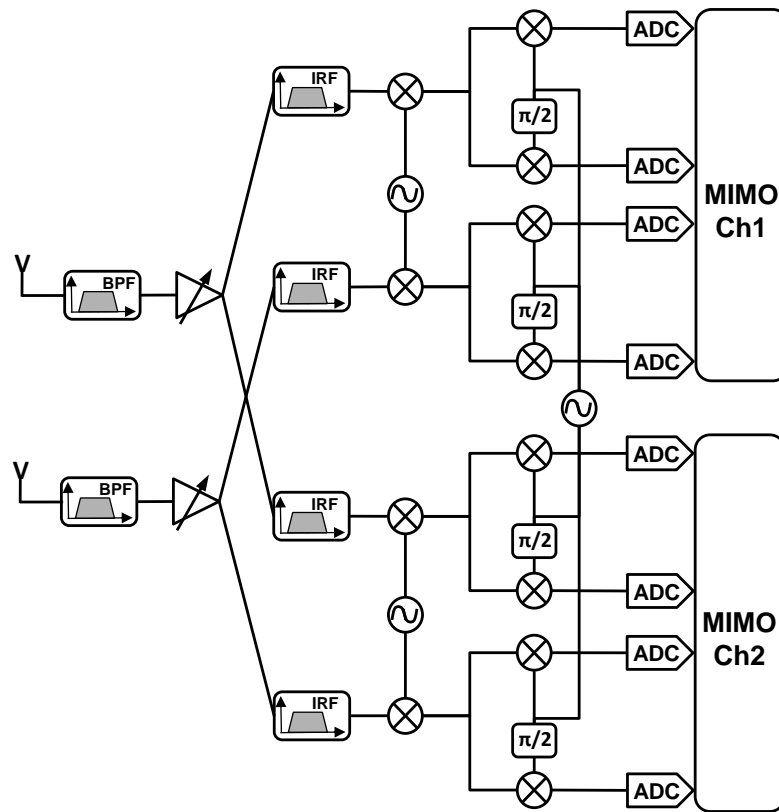 ADC
IRF
π/2
ADC
MIMO
Ch1
ADC
IRF
BPF
π/2
ADC
ADC
BPF
IRF
π/2
ADC
MIMO
Ch2
ADC
IRF
π/2
ADC